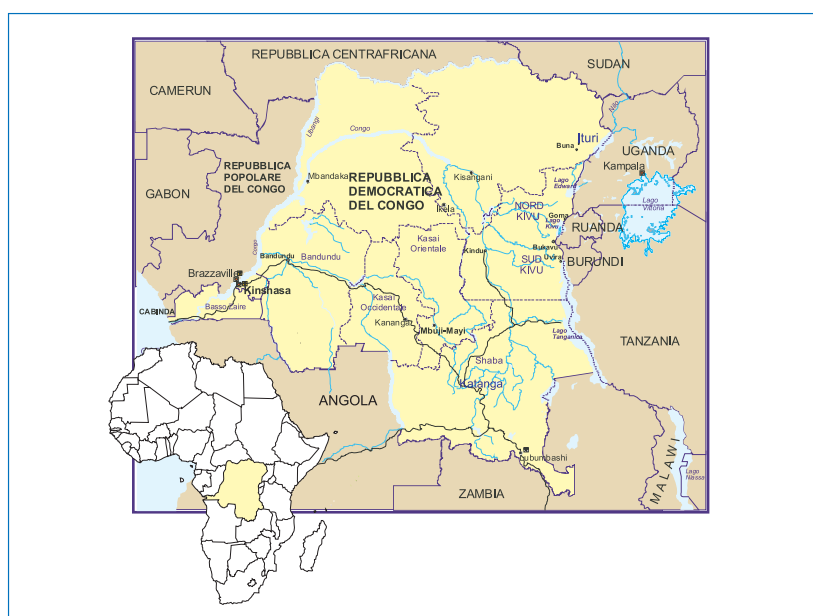 REPUBBLICA CENTRAFRICANA
SUDAN
CAMERUN
Nilo
Ubangi
Congo
Ituri
Buna
UGANDA
Kampala
REPUBBLICA
POPOLARE
DEL CONGO
Mbandaka
REPUBBLICA
DEMOCRATICA
DEL CONGO
Kisangani
Lago
Edward
GABON
Ikela
NORD
KIVU
Goma
Lago
Kivu
Lago
Vittoria
RUANDA
Congo
Bandundu
Bandundu
Kasai
Orientale
Kindu
Bukavu
Uvira
SUD
KIVU
BURUNDI
Brazzaville
Kinshasa
CABINDA
Basso Zaire
Kasai
Occidentale
Kananga
Mbuji-Mayi
Lago
Tanganica
TANZANIA
Shaba
Katanga
ANGOLA
Lubumbashi
ZAMBIA
MALAWI
Lago
Niassa